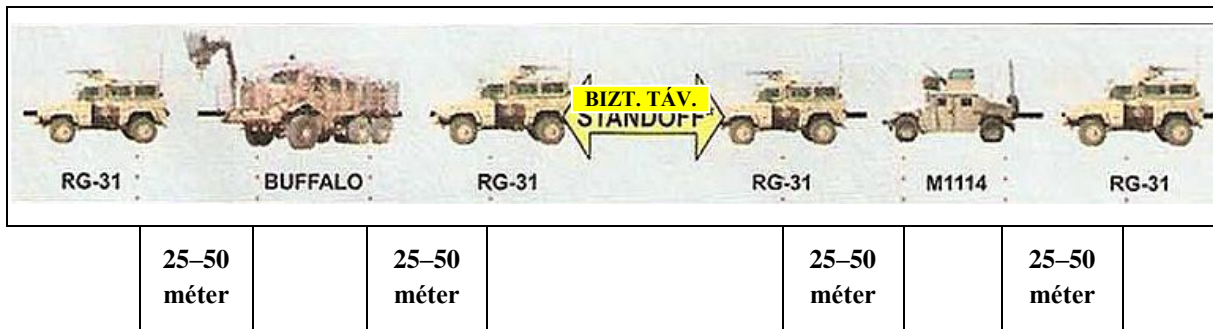 BIZT. TÁV.
STANDOFF
RG-31 BUFFALO RG-31 RG-31 M1114 RG-31
25–50 25–50 25–50 25–50
méter méter méter méter